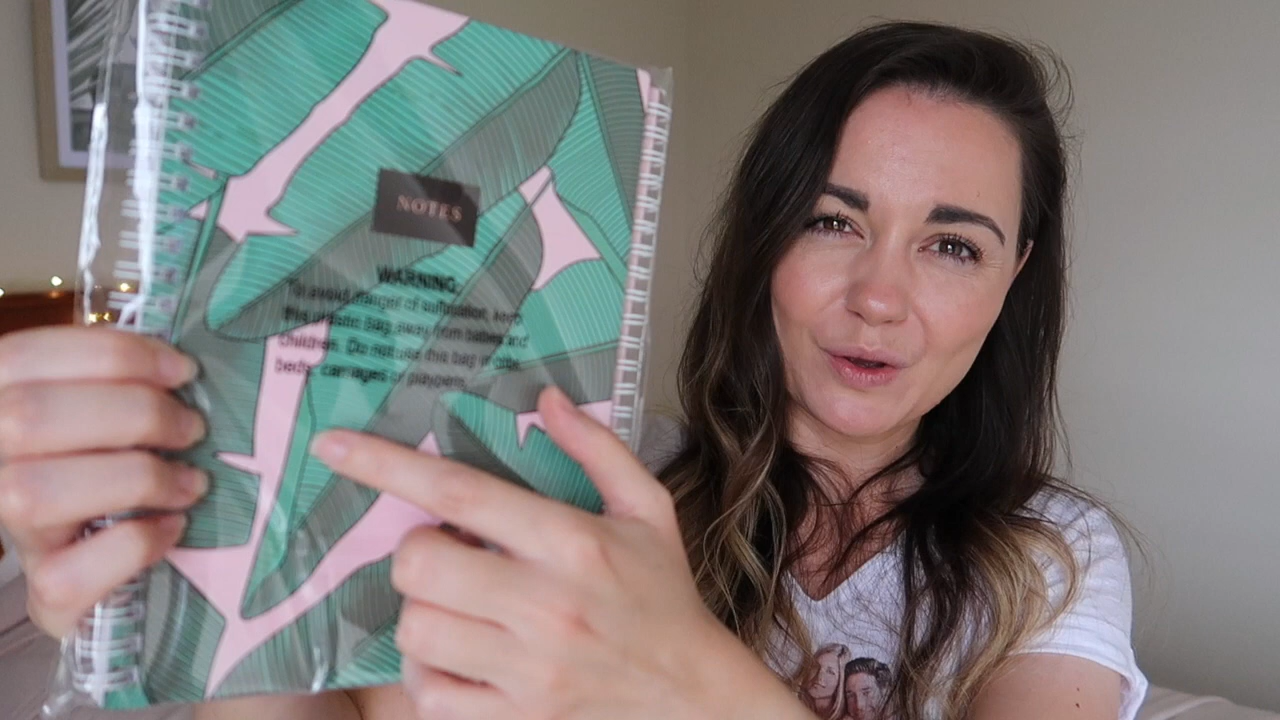 NOTES
WARNING:
To avoid danger of suffocation, keep
this plastic bag away from babies and
children. Do not use this bag in cribs,
beds, carriages or playpens.